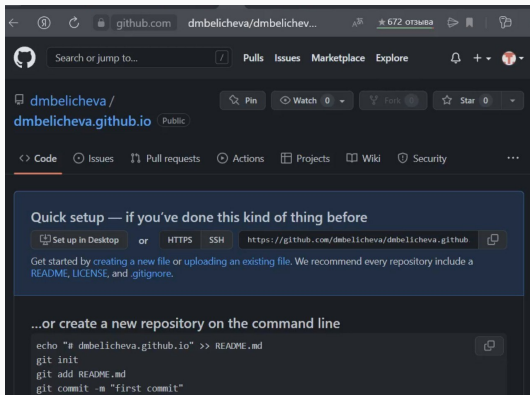 github.com dmbelicheva/dmbelichev... ★ 672 отзыва
Search or jump to... / Pulls Issues Marketplace Explore
dmbelicheva / Pin Watch 0 Fork Star 0
dmbelicheva.github.io Public
<> Code Issues Pull requests Actions Projects Wiki Security ...
Quick setup — if you've done this kind of thing before
Set up in Desktop or HTTPS SSH https://github.com/dmbelicheva/dmbelicheva.github
Get started by creating a new file or uploading an existing file. We recommend every repository include a
README, LICENSE, and .gitignore.
...or create a new repository on the command line
echo "# dmbelicheva.github.io" >> README.md
git init
git add README.md
git commit -m "first commit"